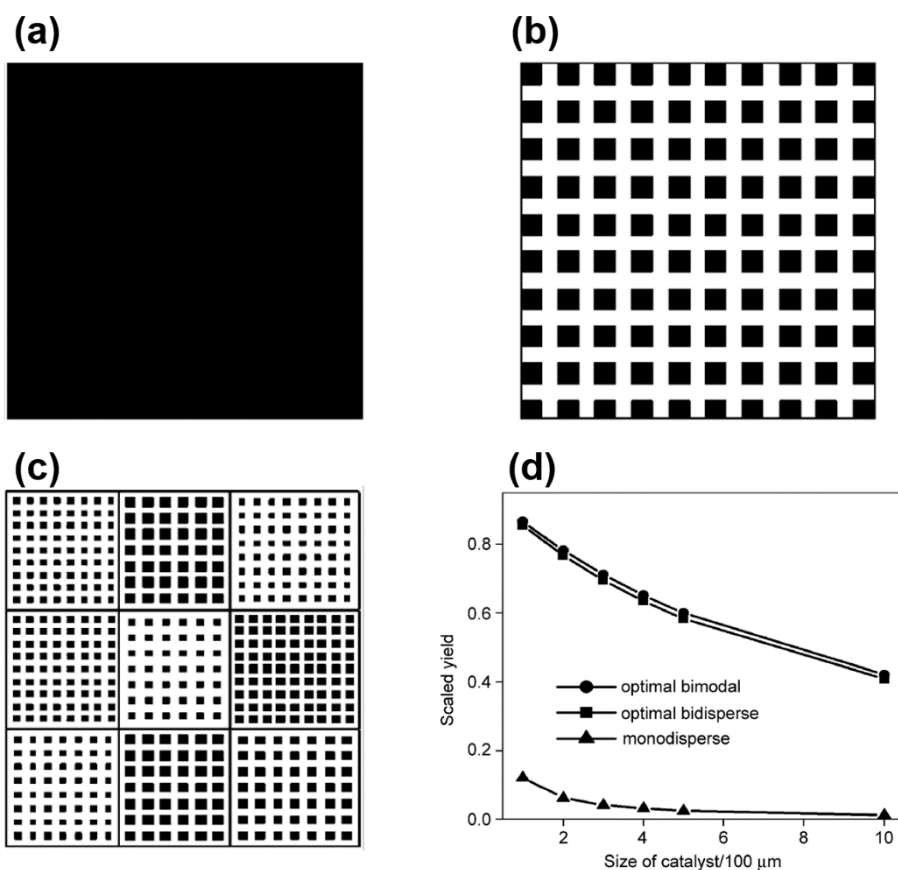 (a)
(b)
(c)
(d)
0.8
0.6
0.4
0.2
0.0
Scaled yield
optimal bimodal
optimal bidisperse
monodisperse
2
4
6
8
10
Size of catalyst/100 μm